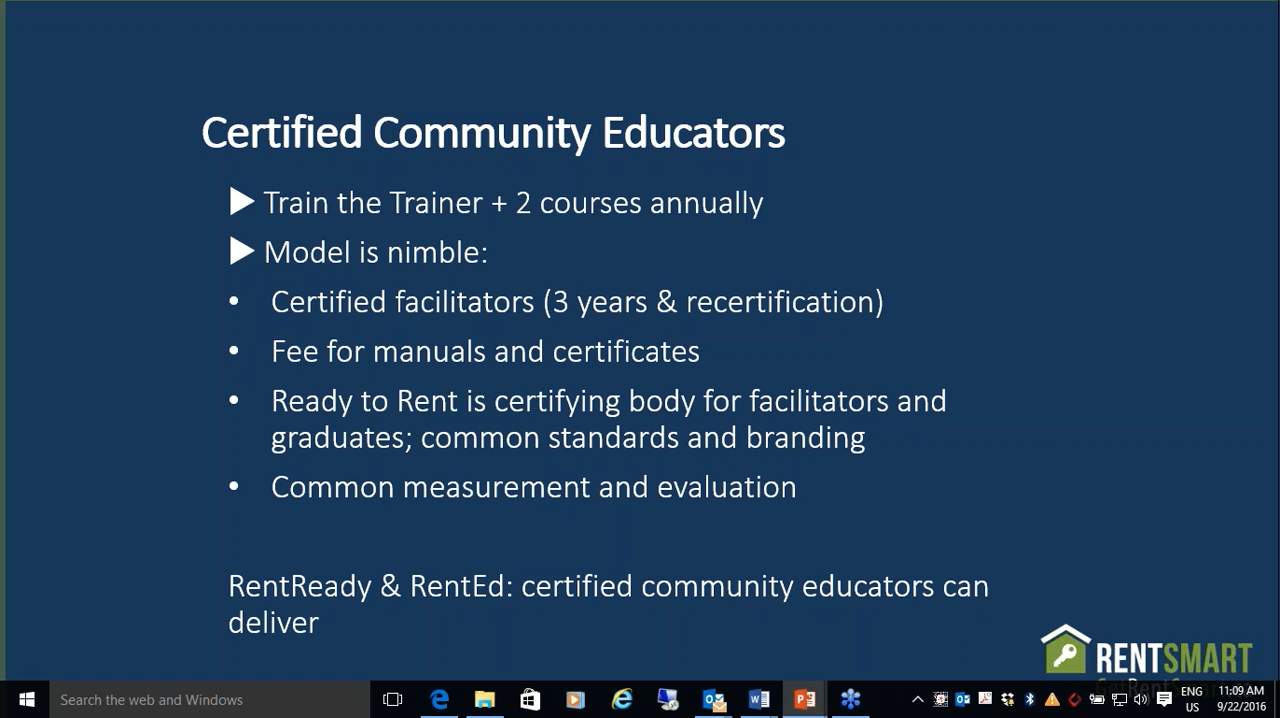 Certified Community Educators
▶ Train the Trainer + 2 courses annually
▶ Model is nimble:
• Certified facilitators (3 years & recertification)
• Fee for manuals and certificates
• Ready to Rent is certifying body for facilitators and
graduates; common standards and branding
• Common measurement and evaluation
RentReady & RentEd: certified community educators can
deliver
RENTSMART
Search the web and Windows
ENG
US
11:09 AM
9/22/2016